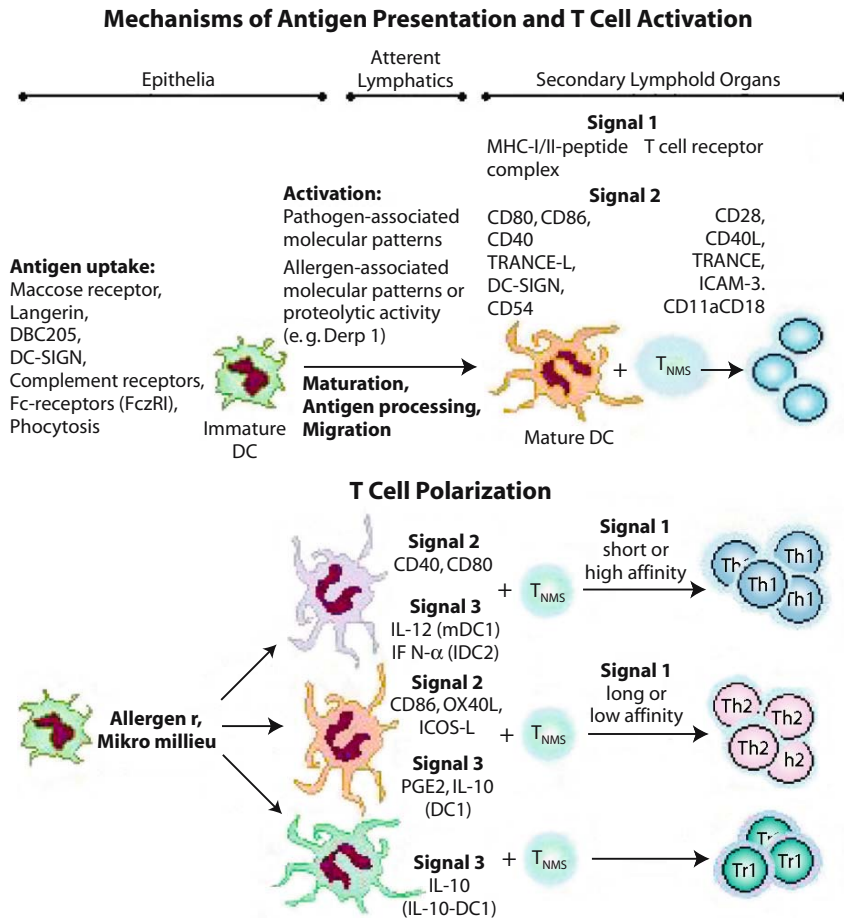 Mechanisms of Antigen Presentation and T Cell Activation
Epithelia
Atterent
Lymphatics
Secondary Lymphold Organs
Signal 1
MHC-I/II-peptide T cell receptor
complex
Signal 2
CD80, CD86,
CD40
TRANCE-L,
DC-SIGN,
CD54
CD28,
CD40L,
TRANCE,
ICAM-3.
CD11aCD18
Activation:
Pathogen-associated
molecular patterns
Allergen-associated
molecular patterns or
proteolytic activity
(e. g. Derp 1)
Antigen uptake:
Maccose receptor,
Langerin,
DBC205,
DC-SIGN,
Complement receptors,
Fc-receptors (FczRI),
Phocytosis
Immature
DC
Maturation,
Antigen processing,
Migration
Mature DC
+
TNMS
T Cell Polarization
Signal 2
CD40, CD80
Signal 3
IL-12 (mDC1)
IF N-α (IDC2)
+
TNMS
Signal 1
short or
high affinity
Th1
Th1
Th1
Allergen r,
Mikro millieu
Signal 2
CD86, OX40L,
ICOS-L
Signal 3
PGE2, IL-10
(DC1)
+
TNMS
Signal 1
long or
low affinity
Th2
Th2
Th2
h2
Signal 3
IL-10
(IL-10-DC1)
+
TNMS
Tr1
Tr1
Tr1